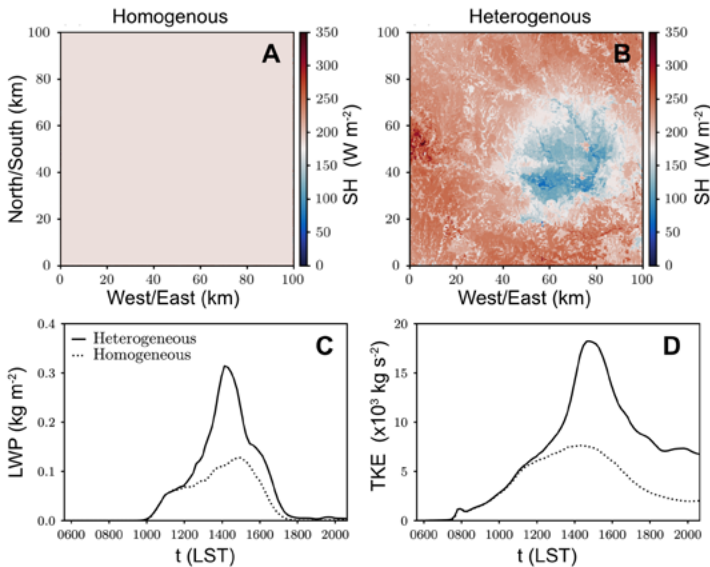 Homogenous
Heterogenous
A
B
North/South (km)
100
80
60
40
20
0
0 20 40 60 80 100
West/East (km)
350
300
250
200
150
100
50
0
SH (W m-2)
100
80
60
40
20
0
0 20 40 60 80 100
West/East (km)
350
300
250
200
150
100
50
0
SH (W m-2)
C
Heterogeneous
Homogeneous
LWP (kg m-2)
0.4
0.3
0.2
0.1
0.0
0600 0800 1000 1200 1400 1600 1800 2000
t (LST)
D
TKE (x10³ kg s-2)
20
15
10
5
0
0600 0800 1000 1200 1400 1600 1800 2000
t (LST)